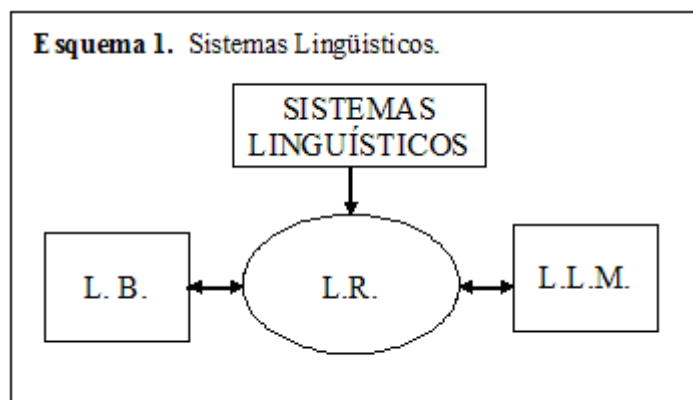 Esquema 1. Sistemas Lingüísticos.
SISTEMAS
LINGUÍSTICOS
L. B.
L.R.
L.L.M.